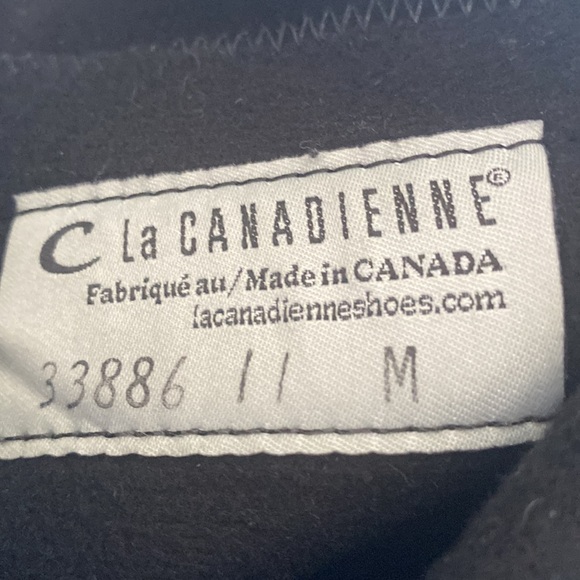 C la CANADIENNE®
Fabriqué au/Made in CANADA
lacanadienneshoes.com
33886 11 M